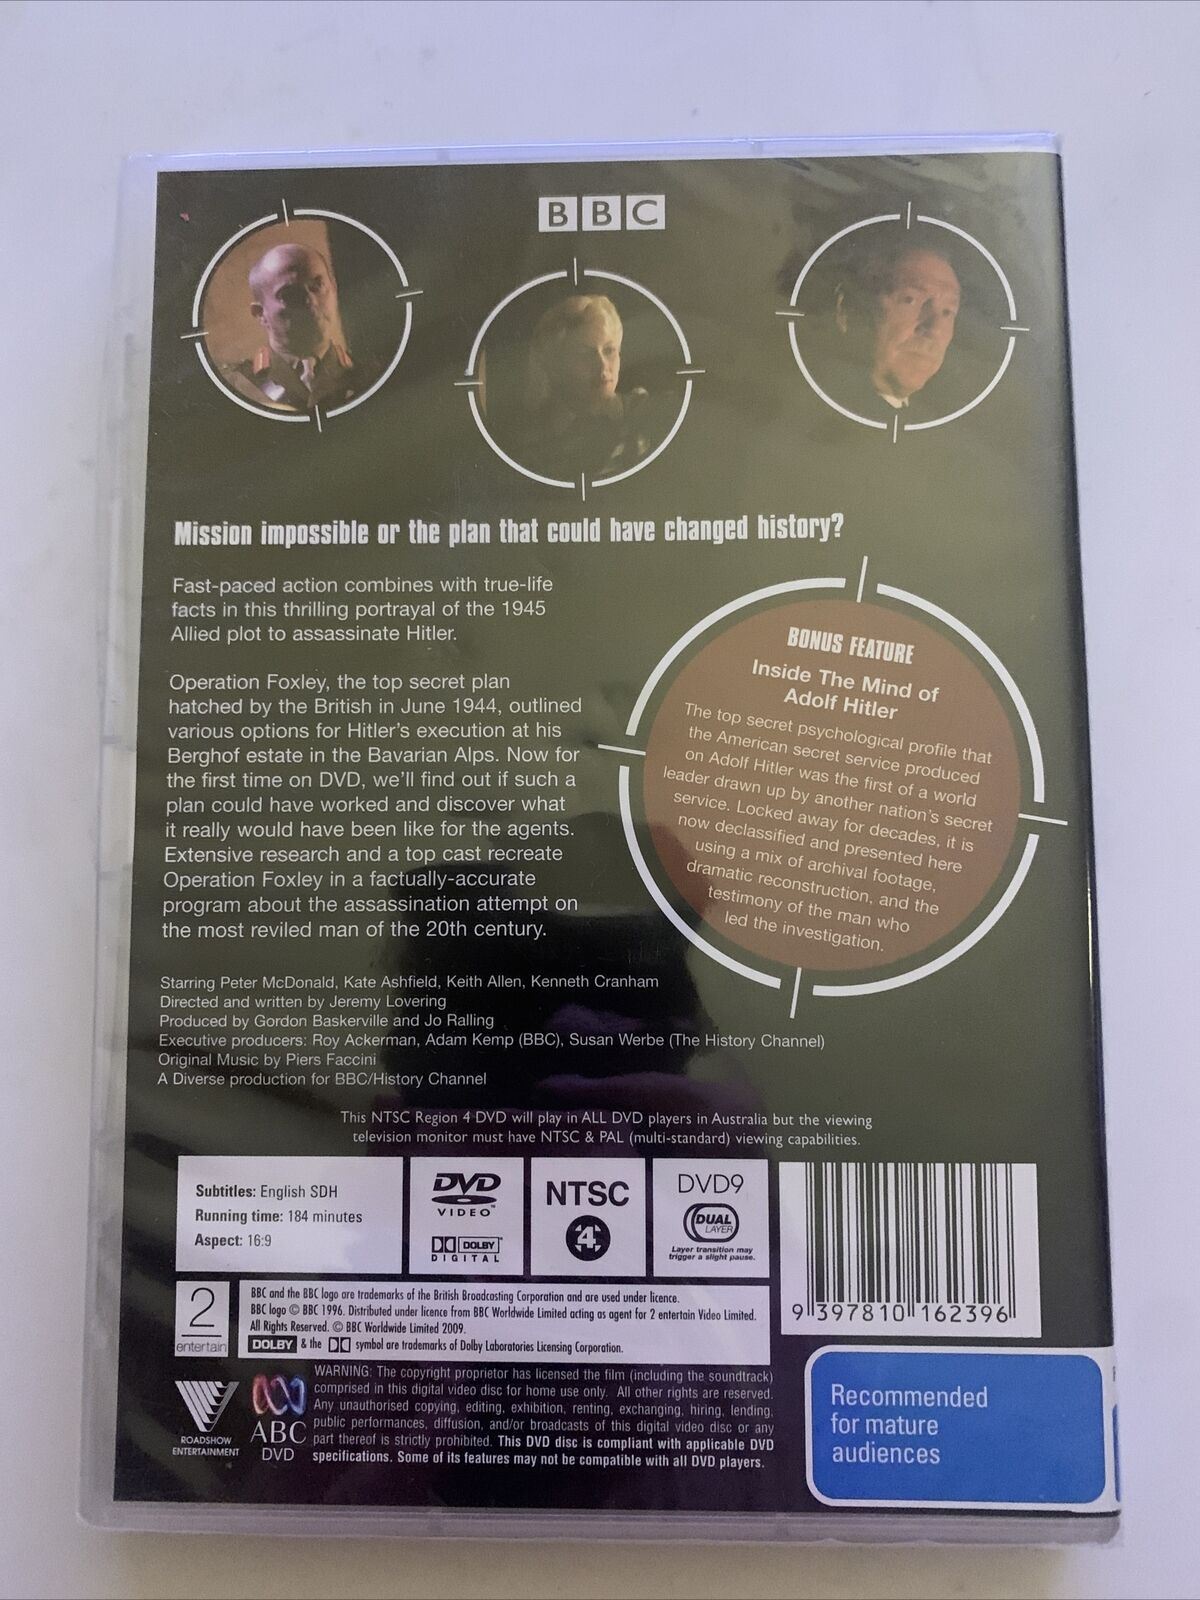 BBC
Mission impossible or the plan that could have changed history?
Fast-paced action combines with true-life
facts in this thrilling portrayal of the 1945
Allied plot to assassinate Hitler.
Operation Foxley, the top secret plan
hatched by the British in June 1944, outlined
various options for Hitler's execution at his
Berghof estate in the Bavarian Alps. Now for
the first time on DVD, we'll find out if such a
plan could have worked and discover what
it really would have been like for the agents.
Extensive research and a top cast recreate
Operation Foxley in a factually-accurate
program about the assassination attempt on
the most reviled man of the 20th century.
BONUS FEATURE
Inside The Mind of
Adolf Hitler
The top secret psychological profile that
the American secret service produced
on Adolf Hitler was the first of a world
leader drawn up by another nation's secret
service. Locked away for decades, it is
now declassified and presented here
using a mix of archival footage,
dramatic reconstruction, and the
testimony of the man who
led the investigation.
Starring Peter McDonald, Kate Ashfield, Keith Allen, Kenneth Cranham
Directed and written by Jeremy Lovering
Produced by Gordon Baskerville and Jo Ralling
Executive producers: Roy Ackerman, Adam Kemp (BBC), Susan Werbe (The History Channel)
Original Music by Piers Faccini
A Diverse production for BBC/History Channel
This NTSC Region 4 DVD will play in ALL DVD players in Australia but the viewing
television monitor must have NTSC & PAL (multi-standard) viewing capabilities.
Subtitles: English SDH
Running time: 184 minutes
Aspect: 16:9
DVD
VIDEO™
DOLBY
DIGITAL
NTSC
4
DVD9
DUAL
LAYER
Layer transition may
trigger a slight pause.
9 397810 162396
2
entertain
BBC and the BBC logo are trademarks of the British Broadcasting Corporation and are used under licence.
BBC logo © BBC 1996. Distributed under licence from BBC Worldwide Limited acting as agent for 2 entertain Video Limited.
All Rights Reserved. © BBC Worldwide Limited 2009.
DOLBY & the symbol are trademarks of Dolby Laboratories Licensing Corporation.
ROADSHOW
ENTERTAINMENT
ABC
DVD
WARNING: The copyright proprietor has licensed the film (including the soundtrack)
comprised in this digital video disc for home use only. All other rights are reserved.
Any unauthorised copying, editing, exhibition, renting, exchanging, hiring, lending,
public performances, diffusion, and/or broadcasts of this digital video disc or any
part thereof is strictly prohibited. This DVD disc is compliant with applicable DVD
specifications. Some of its features may not be compatible with all DVD players.
Recommended
for mature
audiences